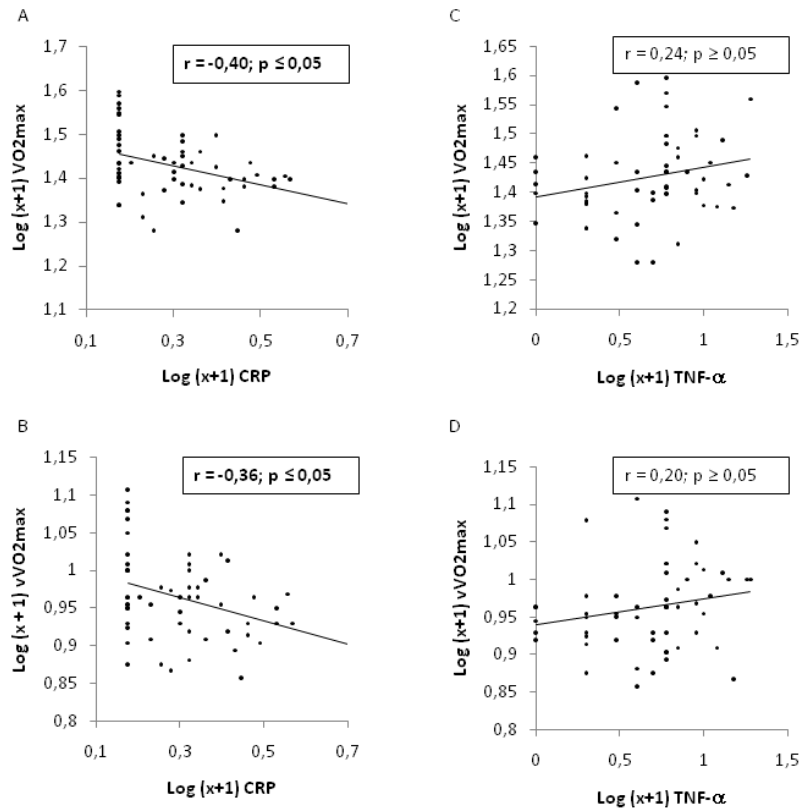 A
r = -0,40; p ≤ 0,05
Log (x+1) VO2max
1,7
1,6
1,5
1,4
1,3
1,2
1,1
0,1 0,3 0,5 0,7
Log (x+1) CRP
C
r = 0,24; p ≥ 0,05
Log (x+1) VO2max
1,65
1,6
1,55
1,5
1,45
1,4
1,35
1,3
1,25
1,2
0 0,5 1 1,5
Log (x+1) TNF-α
B
r = -0,36; p ≤ 0,05
Log (x + 1) vVO2max
1,15
1,1
1,05
1
0,95
0,9
0,85
0,8
0,1 0,3 0,5 0,7
Log (x+1) CRP
D
r = 0,20; p ≥ 0,05
Log (x+1) vVO2max
1,15
1,1
1,05
1
0,95
0,9
0,85
0,8
0 0,5 1 1,5
Log (x+1) TNF-α